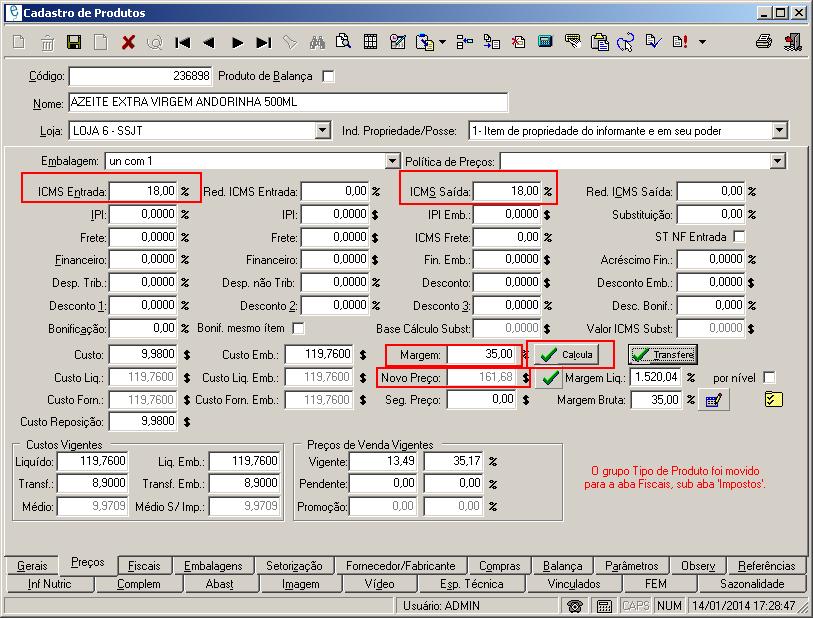 Cadastro de Produtos
Código: 236898 Produto de Balança
Nome: AZEITE EXTRA VIRGEM ANDORINHA 500ML
Loja: LOJA 6 - SSJT Ind. Propriedade/Posse: 1- Item de propriedade do informante e em seu poder
Embalagem: un com 1 Política de Preços:
ICMS Entrada: 18,00 % Red. ICMS Entrada: 0,00 % ICMS Saída: 18,00 % Red. ICMS Saída: 0,00 %
IPI: 0,0000 % IPI: 0,0000 $ IPI Emb.: 0,0000 $ Substituição: 0,00 %
Frete: 0,0000 % Frete: 0,0000 $ ICMS Frete: 0,00 % ST NF Entrada
Financeiro: 0,0000 % Financeiro: 0,0000 $ Fin. Emb.: 0,0000 $ Acréscimo Fin.: 0,0000 %
Desp. Trib.: 0,0000 % Desp. não Trib: 0,0000 $ Desconto: 0,0000 $ Desconto Emb.: 0,0000 $
Desconto 1: 0,0000 % Desconto 2: 0,0000 % Desconto 3: 0,0000 % Desc. Bonif.: 0,0000 $
Bonificação: 0,00 % Bonif. mesmo ítem Base Cálculo Subst: 0,0000 $ Valor ICMS Subst: 0,0000 $
Custo: 9,9800 $ Custo Emb.: 119,7600 $ Margem: 35,00 % Calcula Transfere
Custo Liq.: 119,7600 $ Custo Liq. Emb.: 119,7600 $ Novo Preço: 161,68 $ Margem Liq.: 1.520,04 % por nível
Custo Forn.: 119,7600 $ Custo Forn. Emb.: 119,7600 $ Seg. Preço: 0,00 $ Margem Bruta: 35,00 %
Custo Reposição: 9,9800 $
Custos Vigentes Preços de Venda Vigentes
Liquído: 119,7600 Liq. Emb.: 119,7600 Vigente: 13,49 35,17 %
Transf.: 8,9000 Transf. Emb.: 8,9000 Pendente: 0,00 0,00 %
Médio: 9,9709 Médio S/ Imp.: 9,9709 Promoção: 0,00 0,00 %
O grupo Tipo de Produto foi movido
para a aba Fiscais, sub aba 'Impostos'.
Gerais Preços Fiscais Embalagens Setorização Fornecedor/Fabricante Compras Balança Parâmetros Observ Referências
Inf Nutric Complem Abast Imagem Vídeo Esp. Técnica Vinculados FEM Sazonalidade
Usuário: ADMIN CAPS NUM 14/01/2014 17:28:47